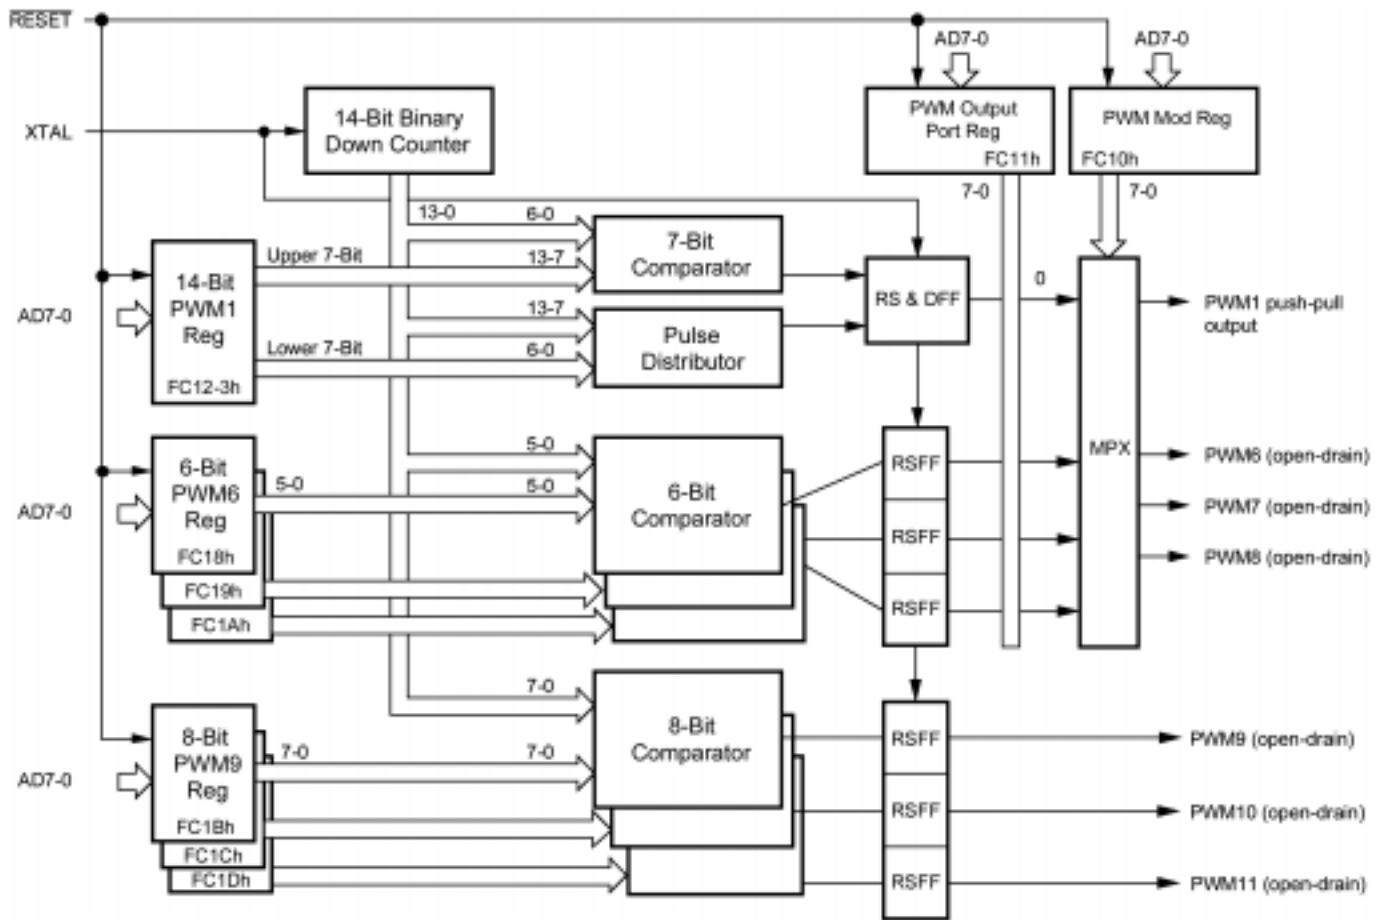 RESET
AD7-0
AD7-0
XTAL
14-Bit Binary
Down Counter
PWM Output
Port Reg
FC11h
PWM Mod Reg
FC10h
7-0
7-0
13-0
6-0
Upper 7-Bit
13-7
7-Bit
Comparator
14-Bit
PWM1
Reg
FC12-3h
AD7-0
RS & DFF
0
PWM1 push-pull
output
13-7
Lower 7-Bit
6-0
Pulse
Distributor
5-0
6-Bit
PWM6
Reg
FC18h
AD7-0
5-0
5-0
6-Bit
Comparator
RSFF
MPX
PWM6 (open-drain)
PWM7 (open-drain)
RSFF
PWM8 (open-drain)
FC19h
RSFF
FC1Ah
7-0
8-Bit
PWM9
Reg
FC1Bh
AD7-0
7-0
7-0
8-Bit
Comparator
RSFF
PWM9 (open-drain)
RSFF
PWM10 (open-drain)
FC1Ch
FC1Dh
RSFF
PWM11 (open-drain)